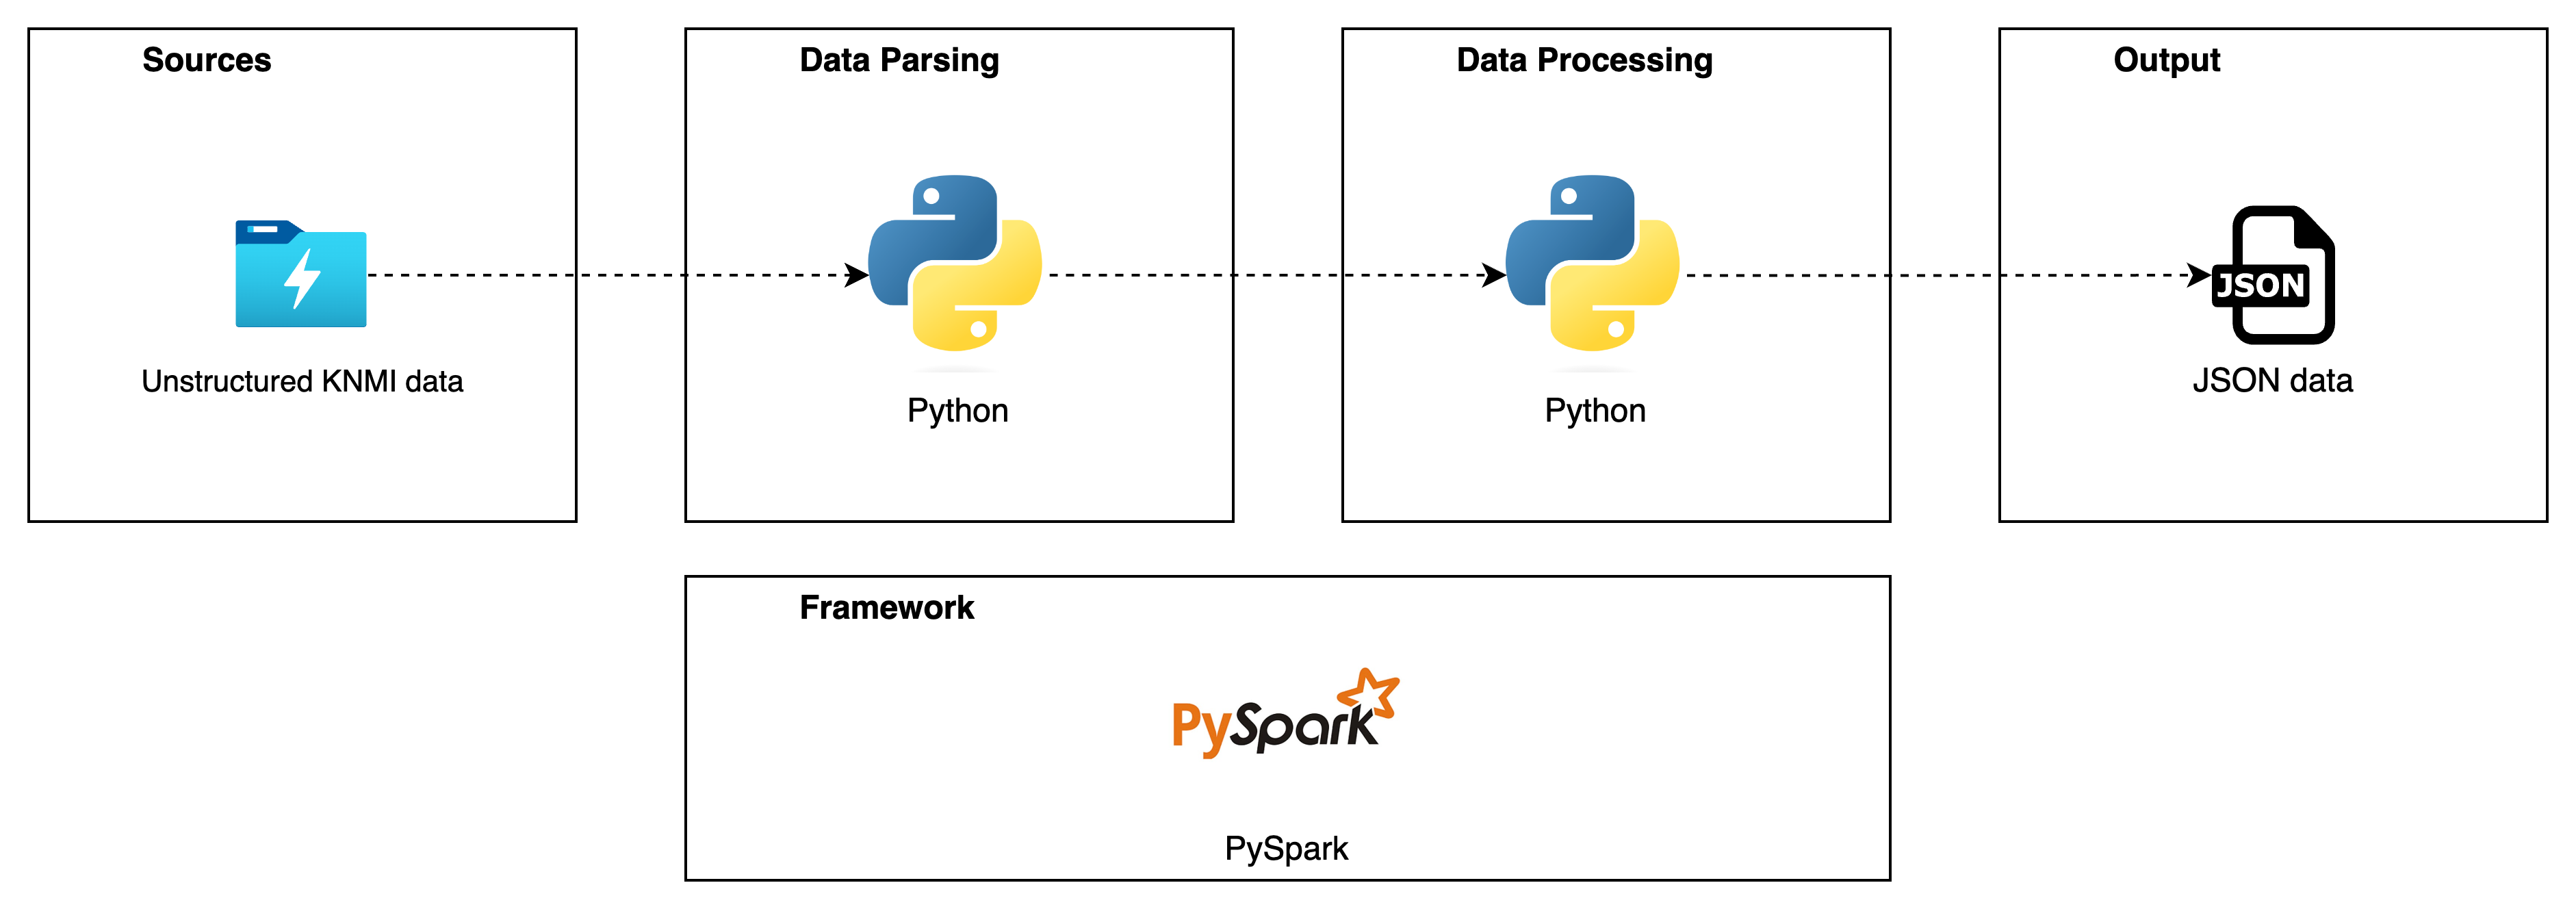 Sources
Data Parsing
Data Processing
Output
JSON
Unstructured KNMI data
Python
Python
JSON data
Framework
PySpark
PySpark